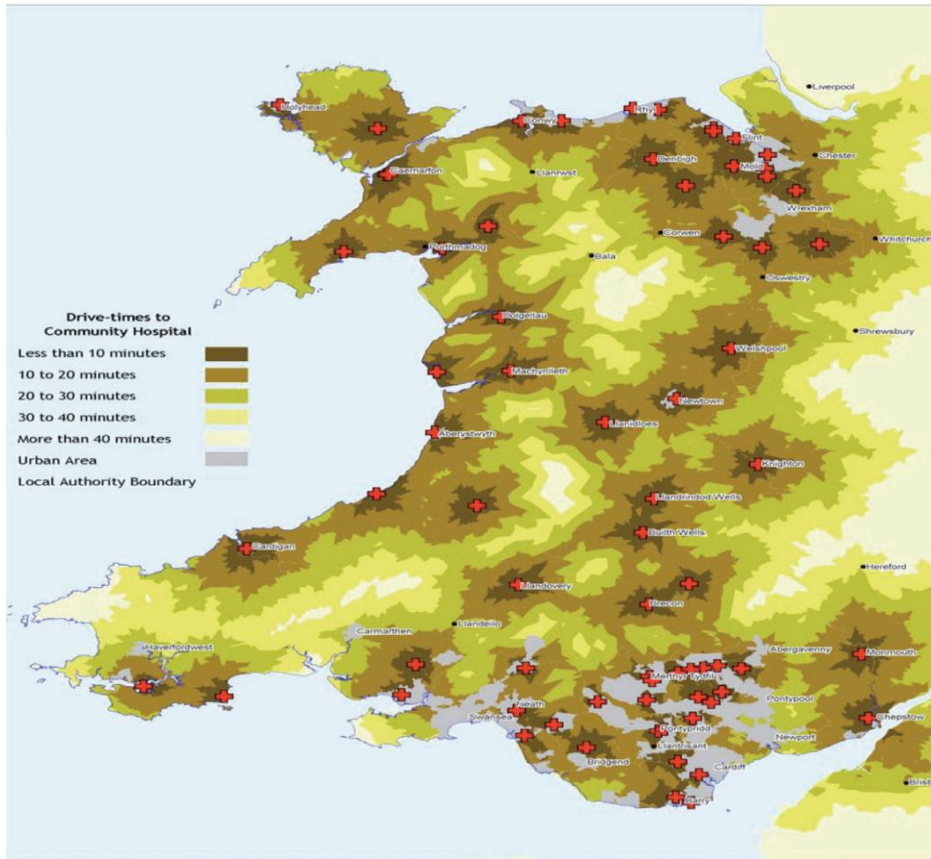 Liverpool
Holyhead
Rhyl
Conwy
Flint
Chester
Denbigh
Mold
Caernarfon
Llanrwst
Wrexham
Corwen
Whitchurch
Porthmadog
Bala
Oswestry
Drive-times to
Community Hospital
Less than 10 minutes
10 to 20 minutes
20 to 30 minutes
30 to 40 minutes
More than 40 minutes
Urban Area
Local Authority Boundary
Dolgellau
Shrewsbury
Welshpool
Machynlleth
Newtown
Llanidloes
Aberystwyth
Knighton
Llandrindod Wells
Builth Wells
Cardigan
Hereford
Llandovery
Brecon
Llandeilo
Carmarthen
Haverfordwest
Abergavenny
Monmouth
Merthyr Tydfil
Pontypool
Neath
Swansea
Chepstow
Pontypridd
Newport
Llantrisant
Bridgend
Cardiff
Brist
Barry